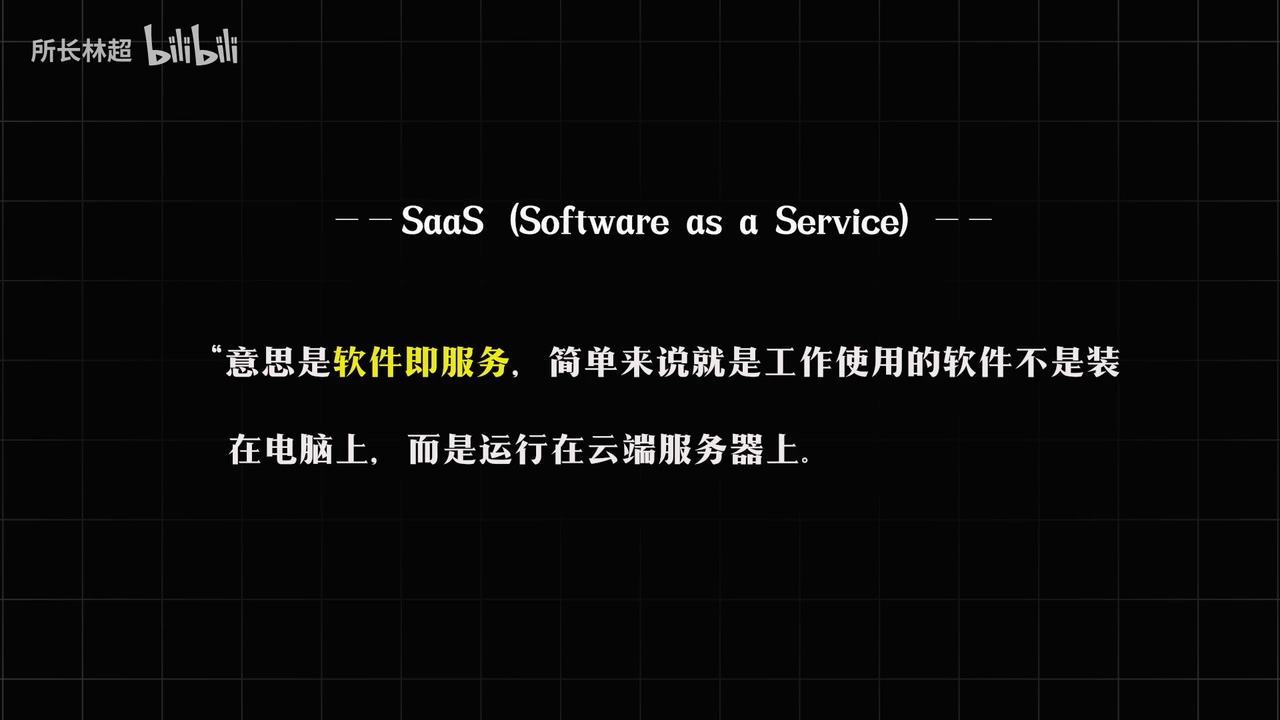 所长林超 bilibili
——SaaS (Software as a Service) ——
“意思是软件即服务，简单来说就是工作使用的软件不是装
在电脑上，而是运行在云端服务器上。